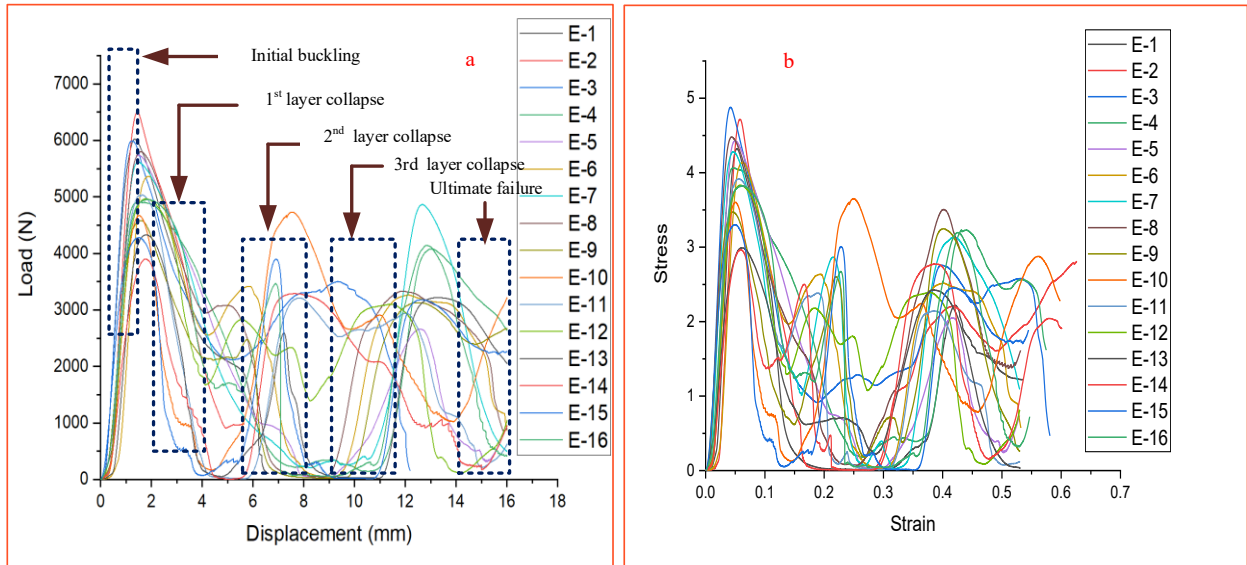 a
Initial buckling
1st layer collapse
2nd layer collapse
3rd layer collapse
Ultimate failure
Load (N)
7000
6000
5000
4000
3000
2000
1000
0
0 2 4 6 8 10 12 14 16 18
Displacement (mm)
E-1
E-2
E-3
E-4
E-5
E-6
E-7
E-8
E-9
E-10
E-11
E-12
E-13
E-14
E-15
E-16
b
Stress
5
4
3
2
1
0
0.0 0.1 0.2 0.3 0.4 0.5 0.6 0.7
Strain
E-1
E-2
E-3
E-4
E-5
E-6
E-7
E-8
E-9
E-10
E-11
E-12
E-13
E-14
E-15
E-16